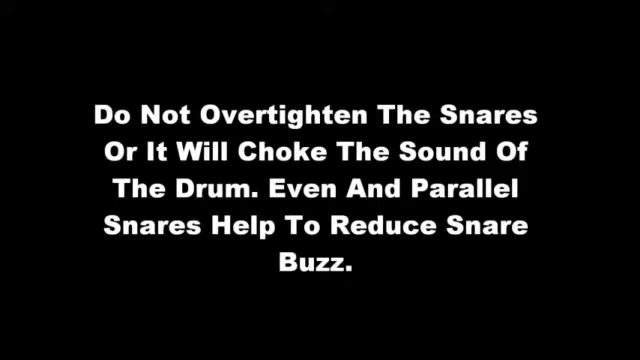 Do Not Overtighten The Snares
Or It Will Choke The Sound Of
The Drum. Even And Parallel
Snares Help To Reduce Snare
Buzz.